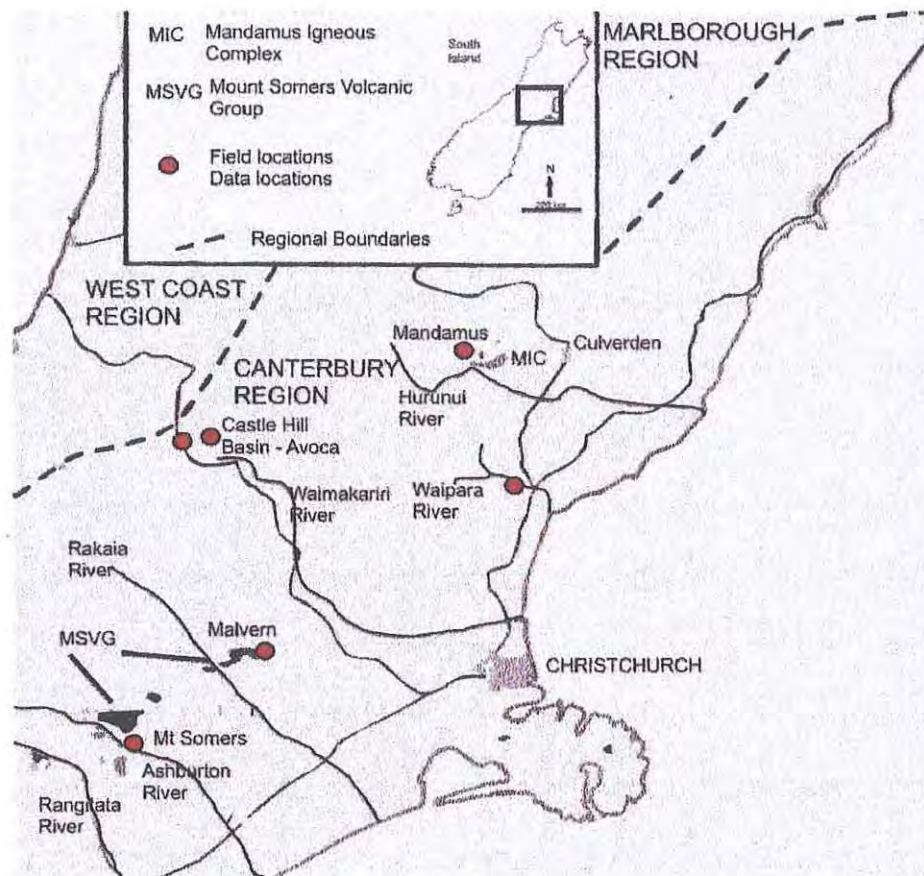 MIC Mandamus Igneous
Complex
MSVG Mount Somers Volcanic
Group
Field locations
Data locations
Regional Boundaries
South
Island
N
MARLBOROUGH
REGION
WEST COAST
REGION
CANTERBURY
REGION
Mandamus
MIC
Culverden
Hurunui
River
Castle Hill
Basin - Avoca
Waimakariri
River
Waipara
River
Rakaia
River
MSVG
Malvern
CHRISTCHURCH
Mt Somers
Ashburton
River
Rangitata
River